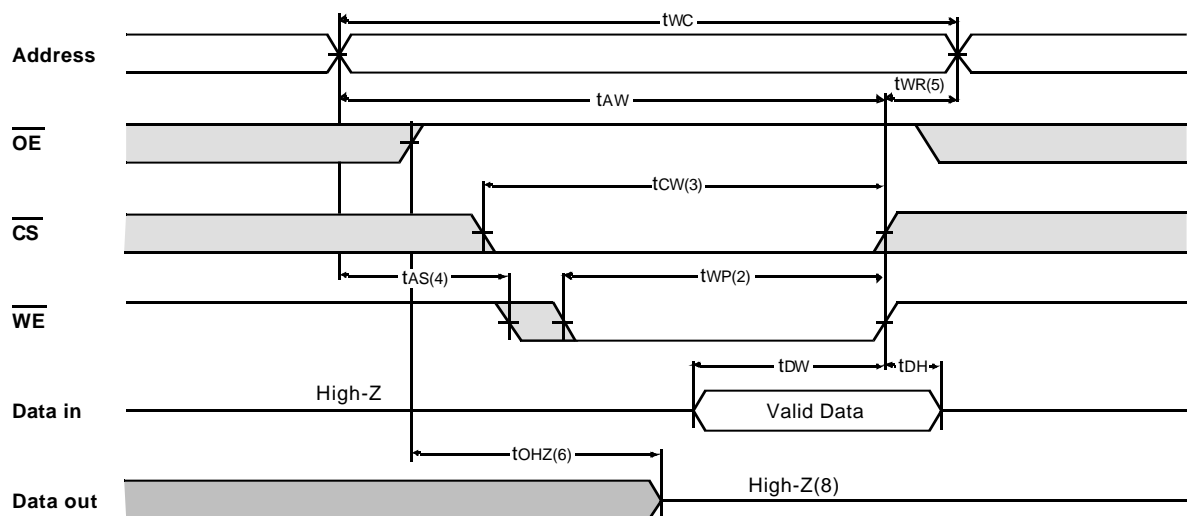 tWC
Address
tWR(5)
tAW
OE
tCW(3)
CS
tAS(4)
tWP(2)
WE
tDW
tDH
High-Z
Data in
Valid Data
tOHZ(6)
High-Z(8)
Data out